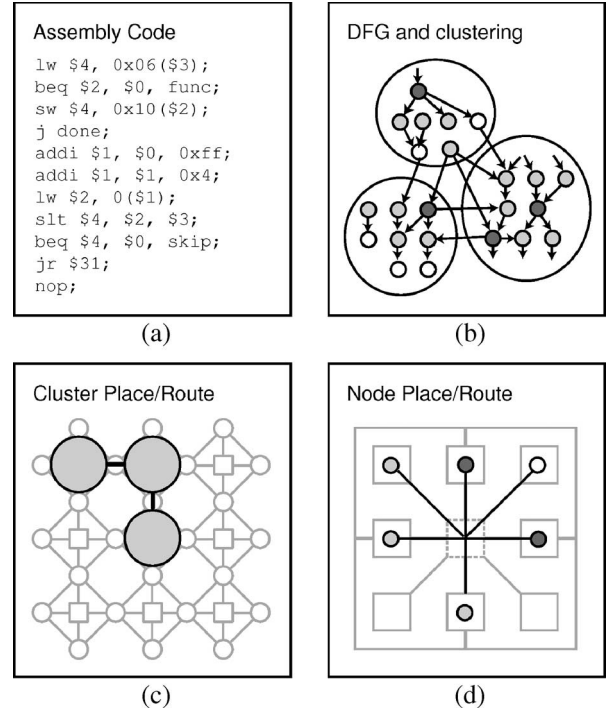 Assembly Code
lw $4, 0x06($3);
beq $2, $0, func;
sw $4, 0x10($2);
j done;
addi $1, $0, 0xff;
addi $1, $1, 0x4;
lw $2, 0($1);
slt $4, $2, $3;
beq $4, $0, skip;
jr $31;
nop;
(a)
DFG and clustering
(b)
Cluster Place/Route
(c)
Node Place/Route
(d)